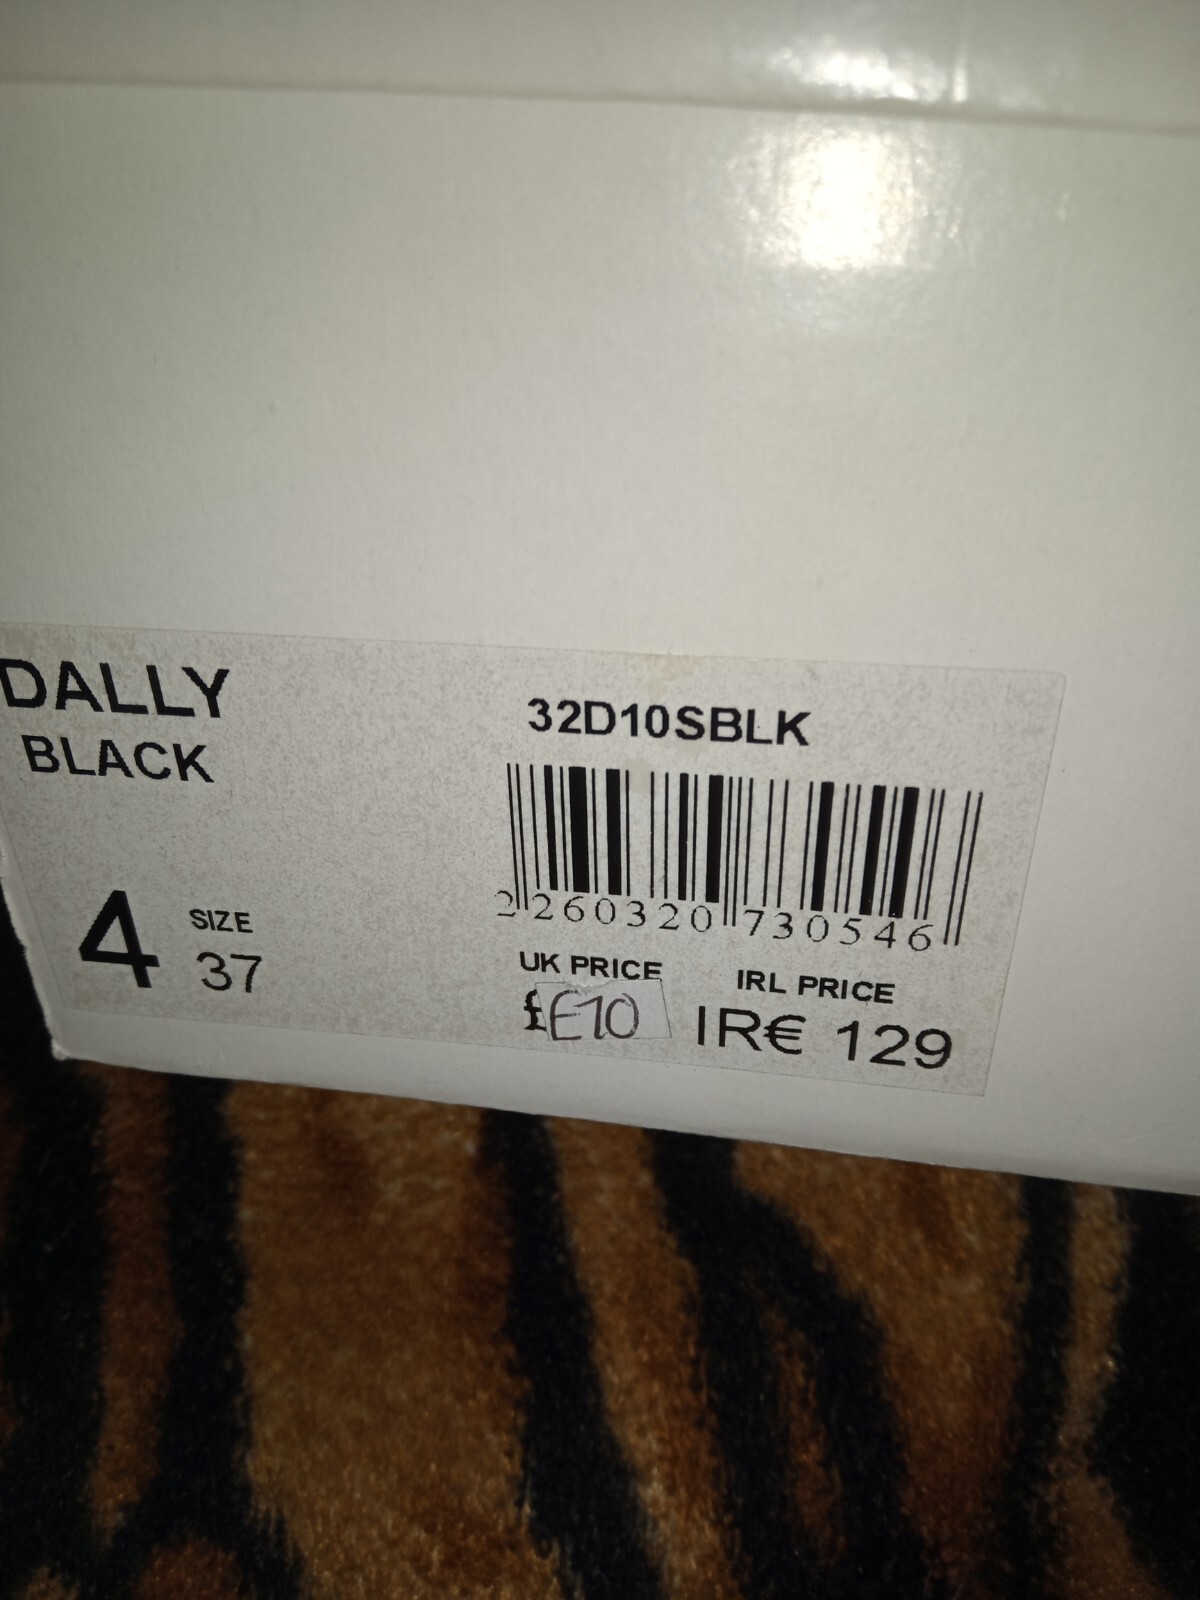 DALLY
BLACK
32D10SBLK
2 260320 730546
4 SIZE 37
UK PRICE
£ £10
IRL PRICE
IR€ 129